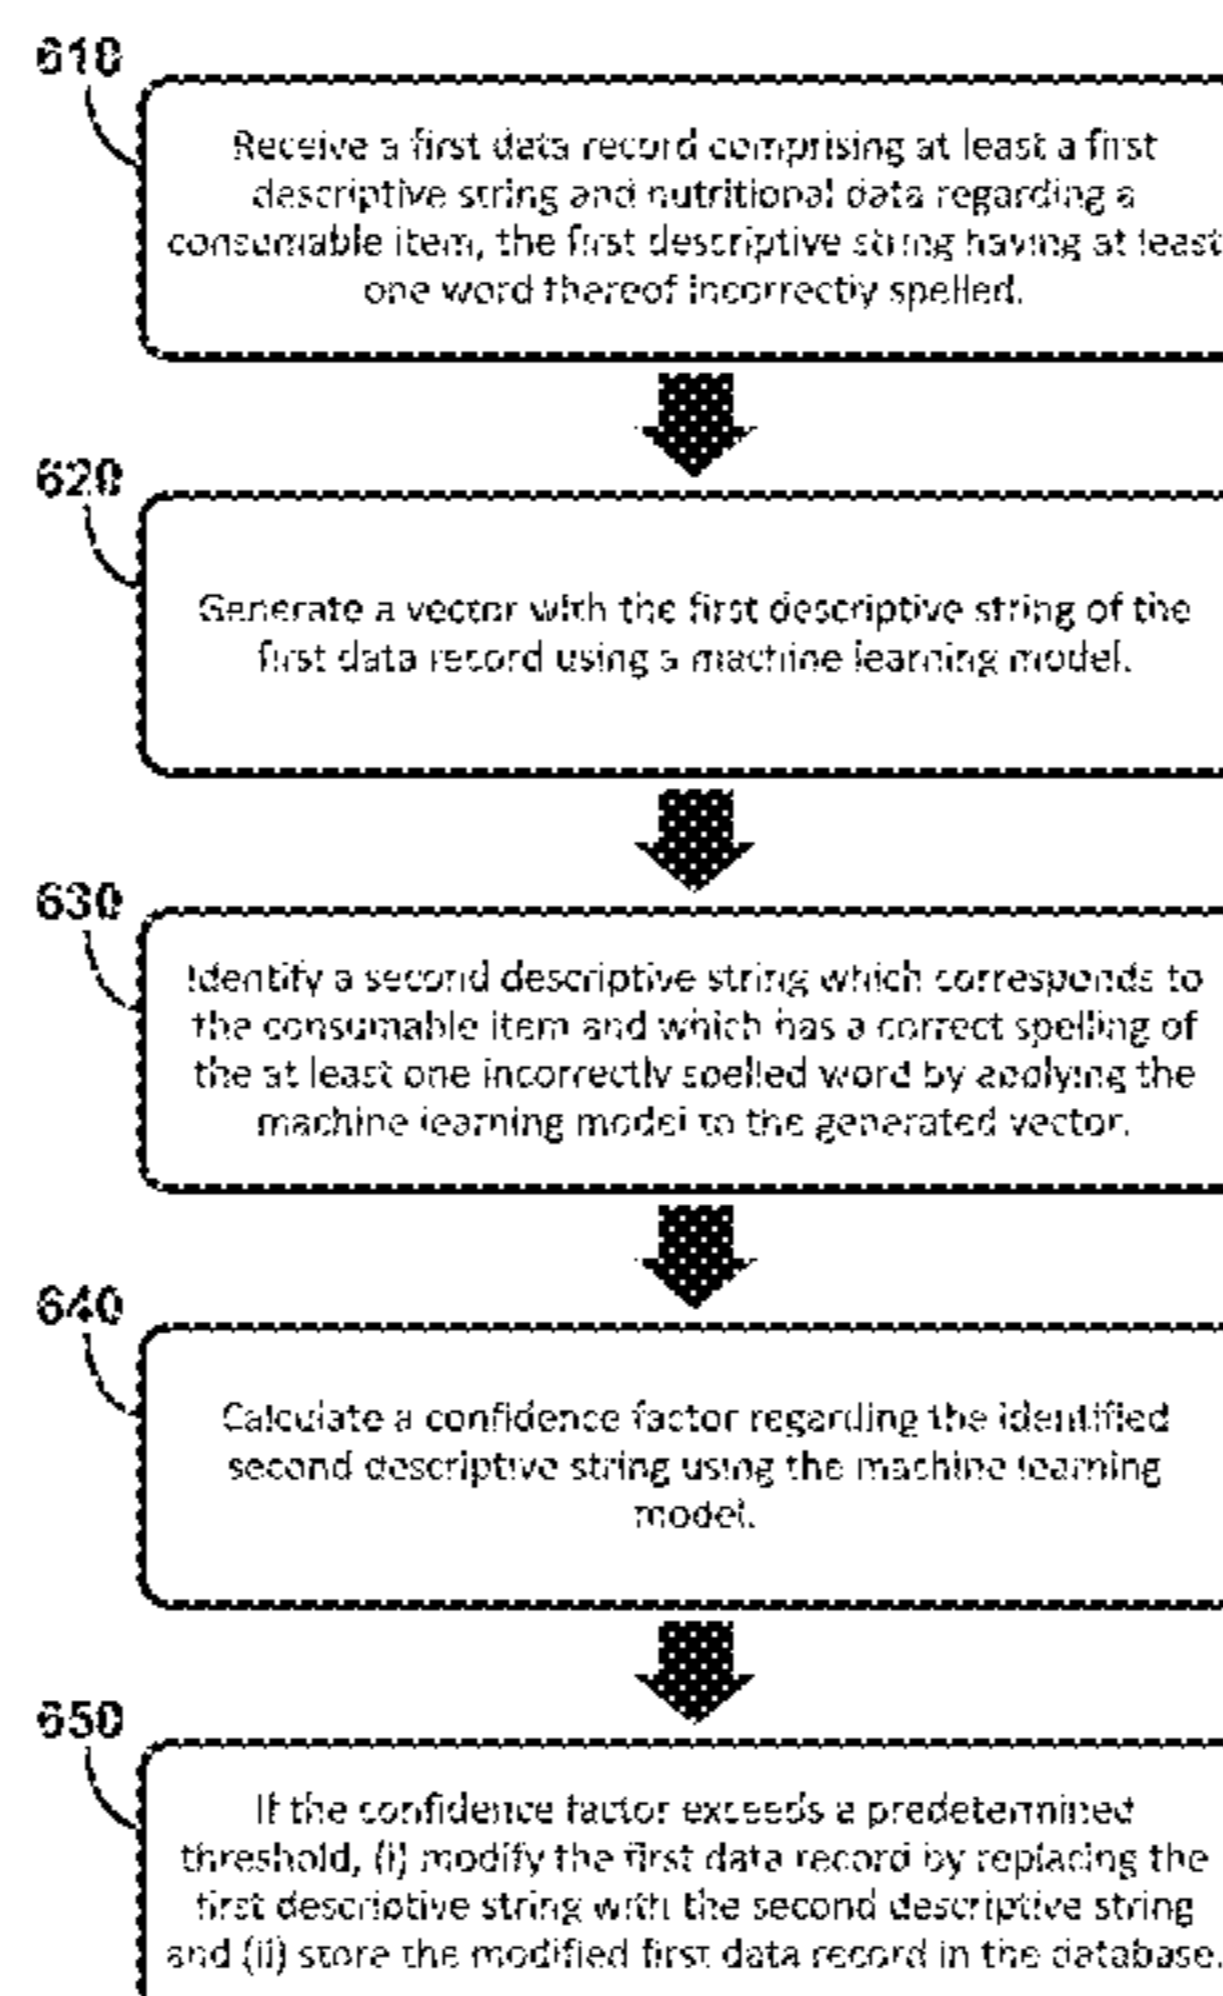 610
Receive a first data record comprising at least a first
descriptive string and nutritional data regarding a
consumable item, the first descriptive string having at least
one word thereof incorrectly spelled.
620
Generate a vector with the first descriptive string of the
first data record using a machine learning model.
630
Identify a second descriptive string which corresponds to
the consumable item and which has a correct spelling of
the at least one incorrectly spelled word by applying the
machine learning model to the generated vector.
640
Calculate a confidence factor regarding the identified
second descriptive string using the machine learning
model.
650
If the confidence factor exceeds a predetermined
threshold, (i) modify the first data record by replacing the
first descriptive string with the second descriptive string
and (ii) store the modified first data record in the database.